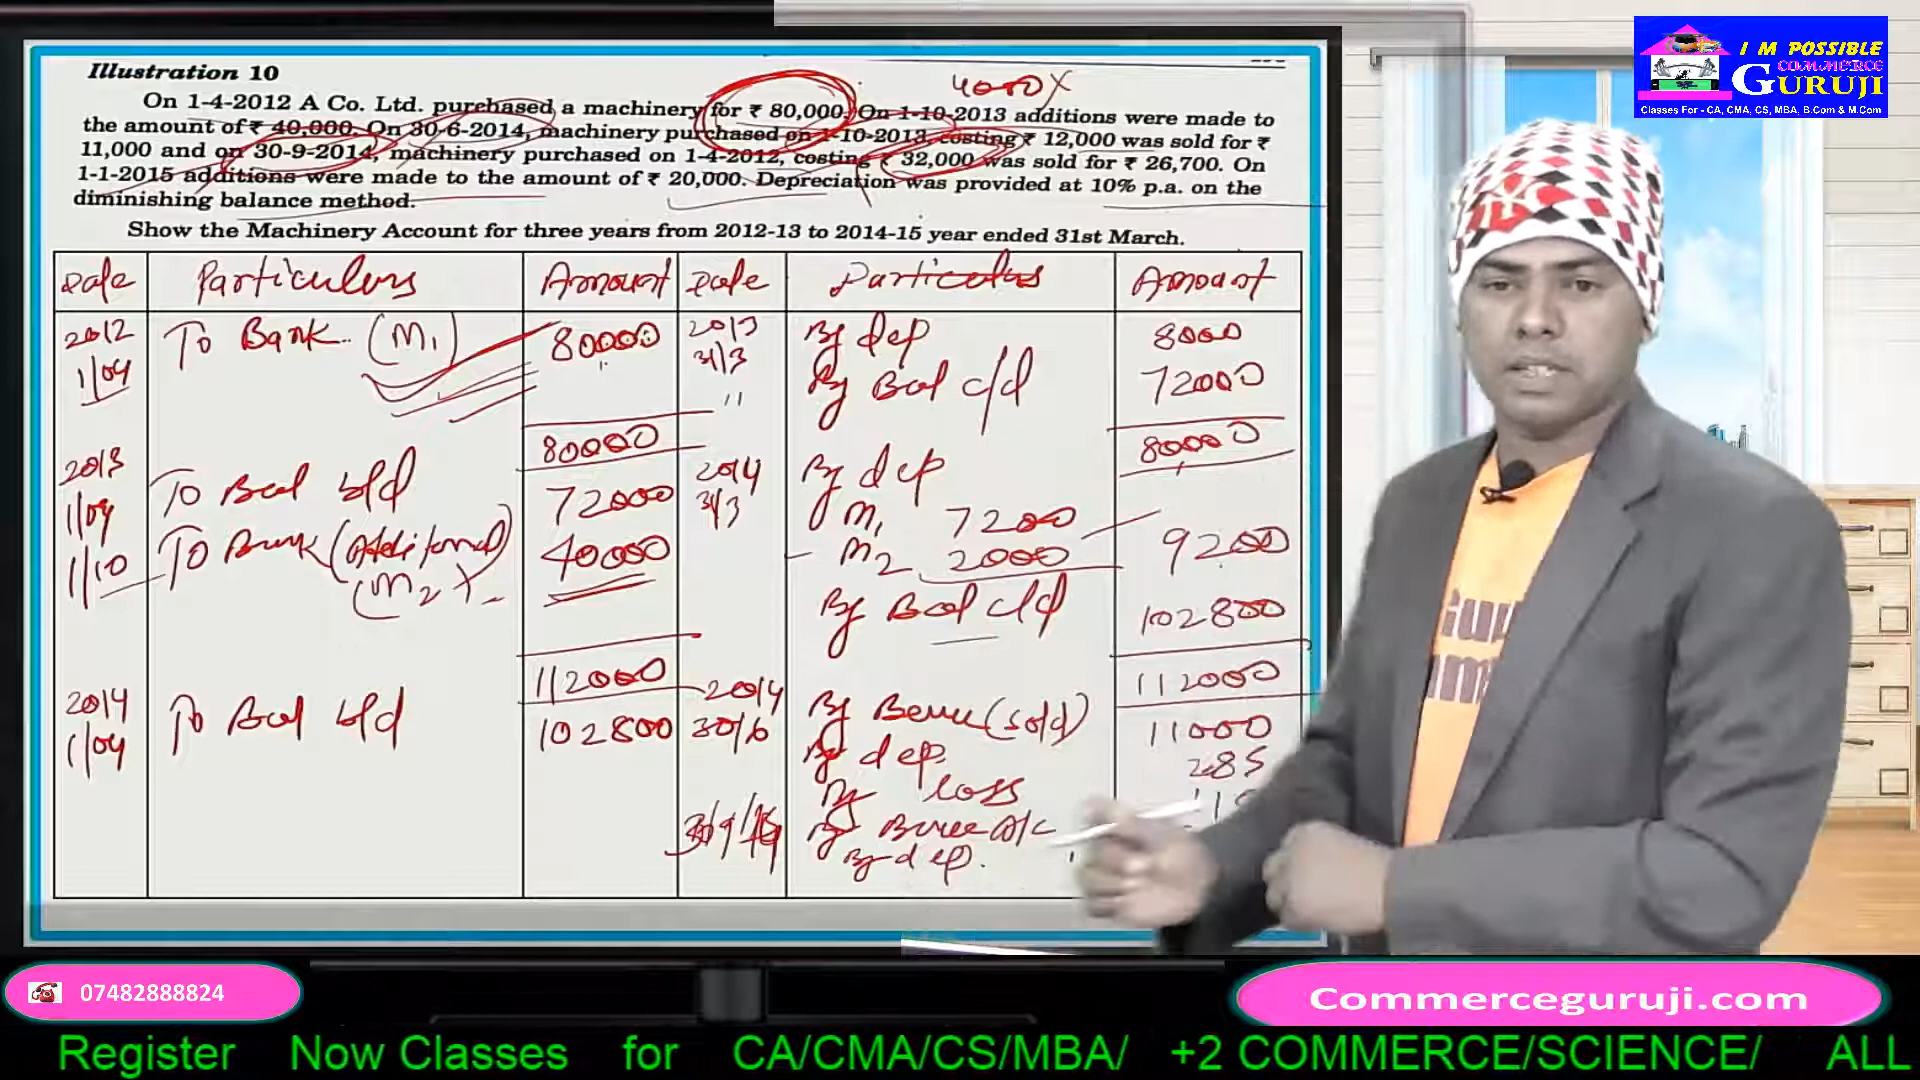 I M POSSIBLE
COMMERCE
GURUJI
Classes For - CA, CMA, CS, MBA, B.Com & M.Com
Illustration 10
4000X
On 1-4-2012 A Co. Ltd. purchased a machinery for ₹ 80,000. On 1-10-2013 additions were made to
the amount of ₹ 40,000. On 30-6-2014, machinery purchased on 1-10-2013, costing ₹ 12,000 was sold for ₹
11,000 and on 30-9-2014, machinery purchased on 1-4-2012, costing ₹ 32,000 was sold for ₹ 26,700. On
1-1-2015 additions were made to the amount of ₹ 20,000. Depreciation was provided at 10% p.a. on the
diminishing balance method.
Show the Machinery Account for three years from 2012-13 to 2014-15 year ended 31st March.
Date Particulars Amount Date Particulars Amount
2012 To Bank (M1) 80000 2013 By dep 8000
1/04 31/3 By Bal c/d 72000
80000 80000
2013 To Bal b/d 72000 2014 By dep
1/04 31/3 M1 7200
1/10 To Bank (Additional) 40000 M2 2000 9200
(M2) By Bal c/d 102800
112000 112000
2014 To Bal b/d 102800 2014 By (sold) 11000
1/04 30/6 By dep. 285
By loss
By A/c
By dep.
07482888824
Commerceguruji.com
Register Now Classes for CA/CMA/CS/MBA/ +2 COMMERCE/SCIENCE/ ALL